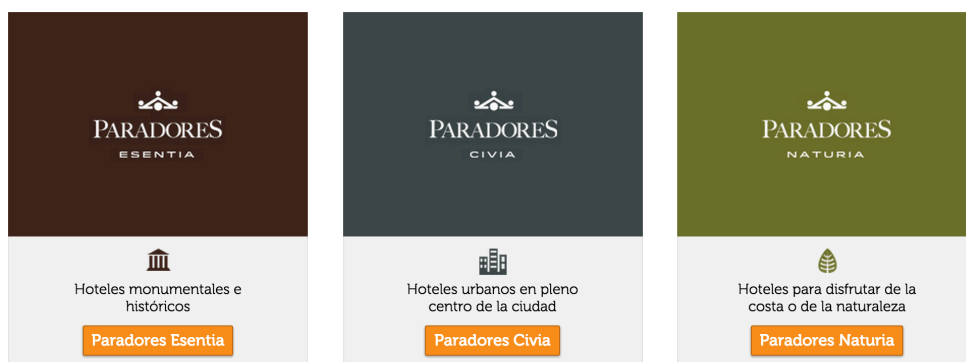 PARADORES
ESENTIA
Hoteles monumentales e
históricos
Paradores Esentia
PARADORES
CIVIA
Hoteles urbanos en pleno
centro de la ciudad
Paradores Civia
PARADORES
NATURIA
Hoteles para disfrutar de la
costa o de la naturaleza
Paradores Naturia